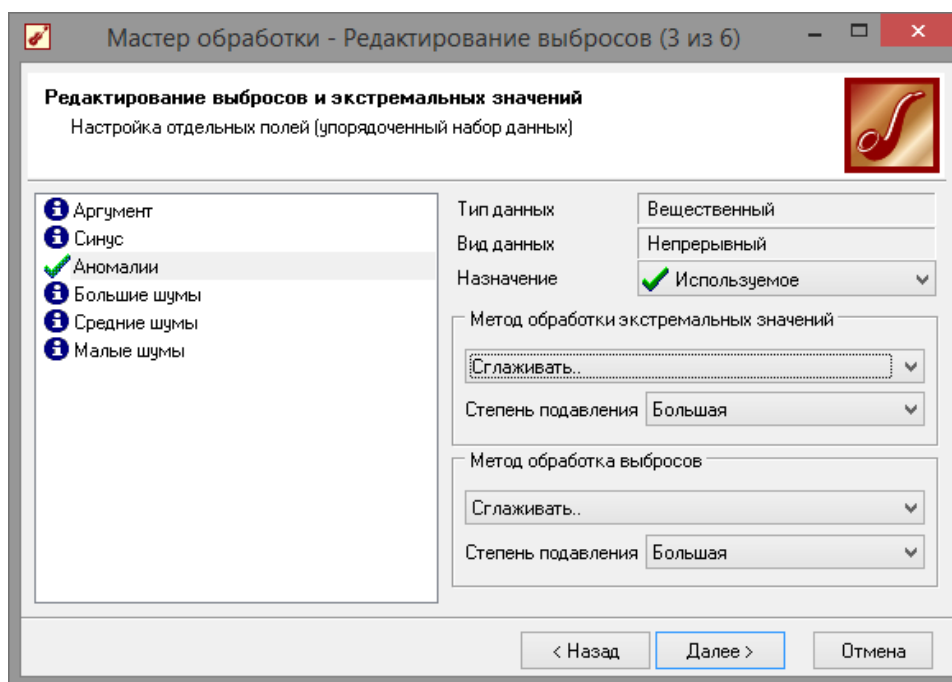 Мастер обработки - Редактирование выбросов (3 из 6)
Редактирование выбросов и экстремальных значений
Настройка отдельных полей (упорядоченный набор данных)
Аргумент
Синус
Аномалии
Большие шумы
Средние шумы
Малые шумы
Тип данных Вещественный
Вид данных Непрерывный
Назначение Используемое
Метод обработки экстремальных значений
Сглаживать..
Степень подавления Большая
Метод обработка выбросов
Сглаживать..
Степень подавления Большая
< Назад Далее > Отмена